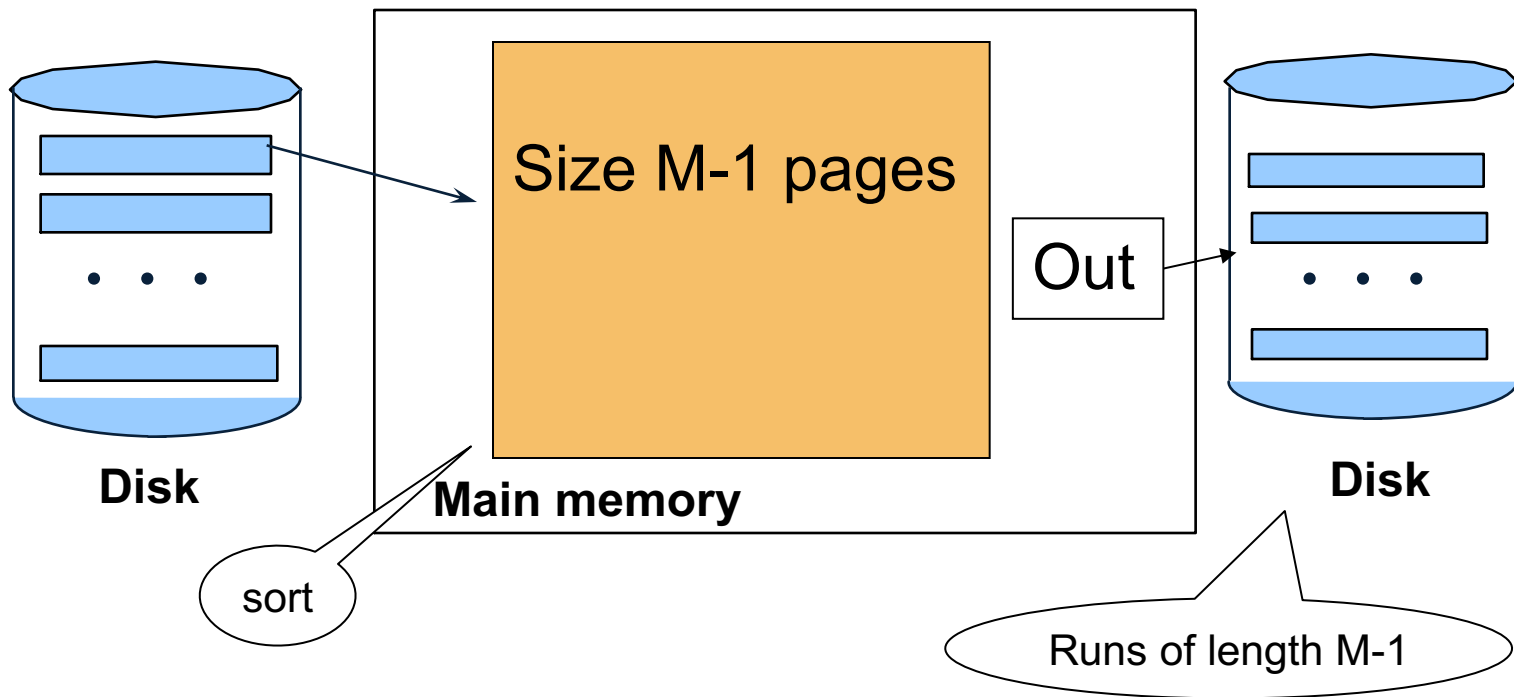 Size M-1 pages
Out
Disk
Main memory
Disk
sort
Runs of length M-1